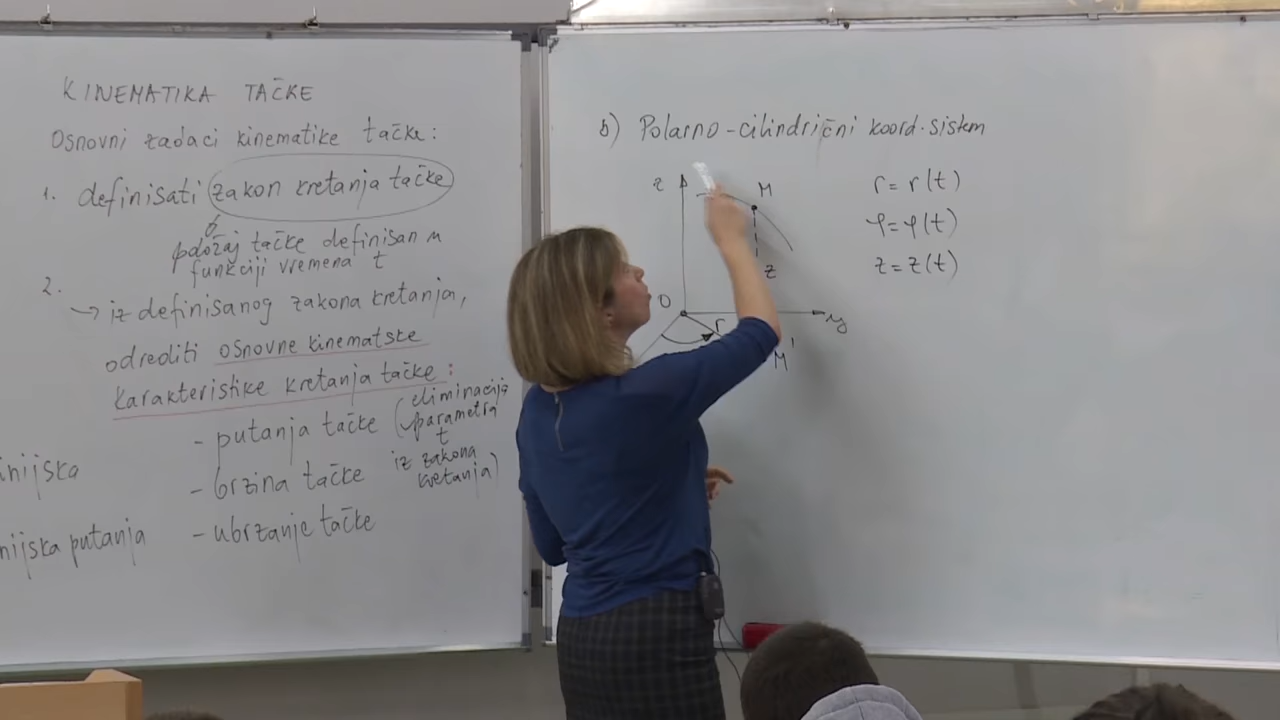 KINEMATIKA TAČKE
Osnovni zadaci kinematike tačke:
1. definisati zakon kretanja tačke
položaj tačke definisan u
funkciji vremena t
2.
→ iz definisanog zakona kretanja,
odrediti osnovne kinematske
karakteristike kretanja tačke:
- putanja tačke (eliminacija
parametra
t
iz zakona
kretanja)
- brzina tačke
- ubrzanje tačke
nijska
nijska putanja
b) Polarno-cilindrični koord. sistem
z
M
z
O
r
y
M'
r = r(t)
φ = φ(t)
z = z(t)